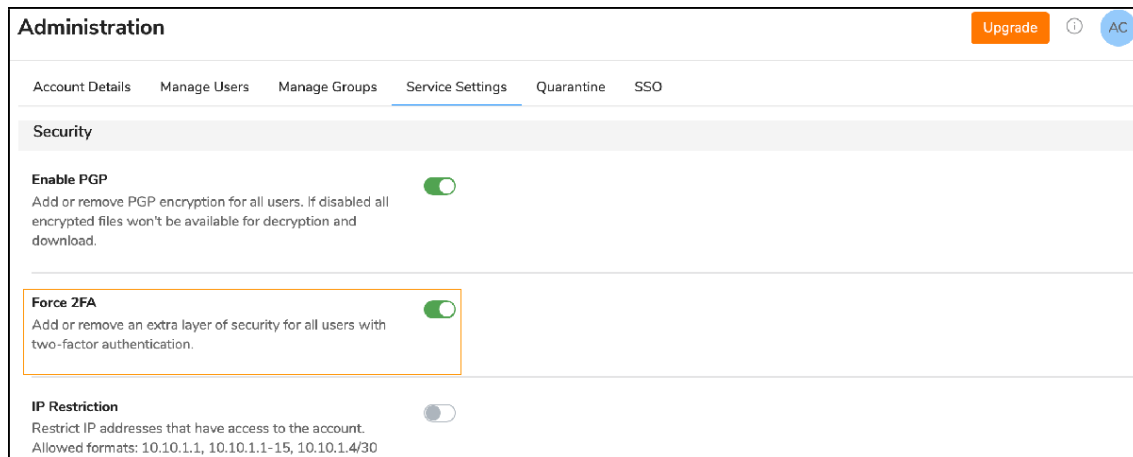 Administration
Upgrade
AC
Account Details Manage Users Manage Groups Service Settings Quarantine SSO
Security
Enable PGP
Add or remove PGP encryption for all users. If disabled all
encrypted files won't be available for decryption and
download.
Force 2FA
Add or remove an extra layer of security for all users with
two-factor authentication.
IP Restriction
Restrict IP addresses that have access to the account.
Allowed formats: 10.10.1.1, 10.10.1.1-15, 10.10.1.4/30